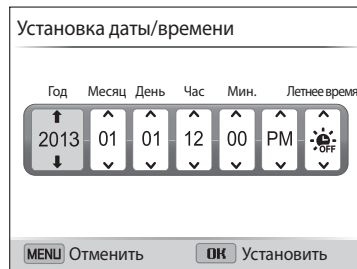 Установка даты/времени
Год Месяц День Час Мин. Летнее время
2013 01 01 12 00 PM OFF
MENU Отменить OK Установить